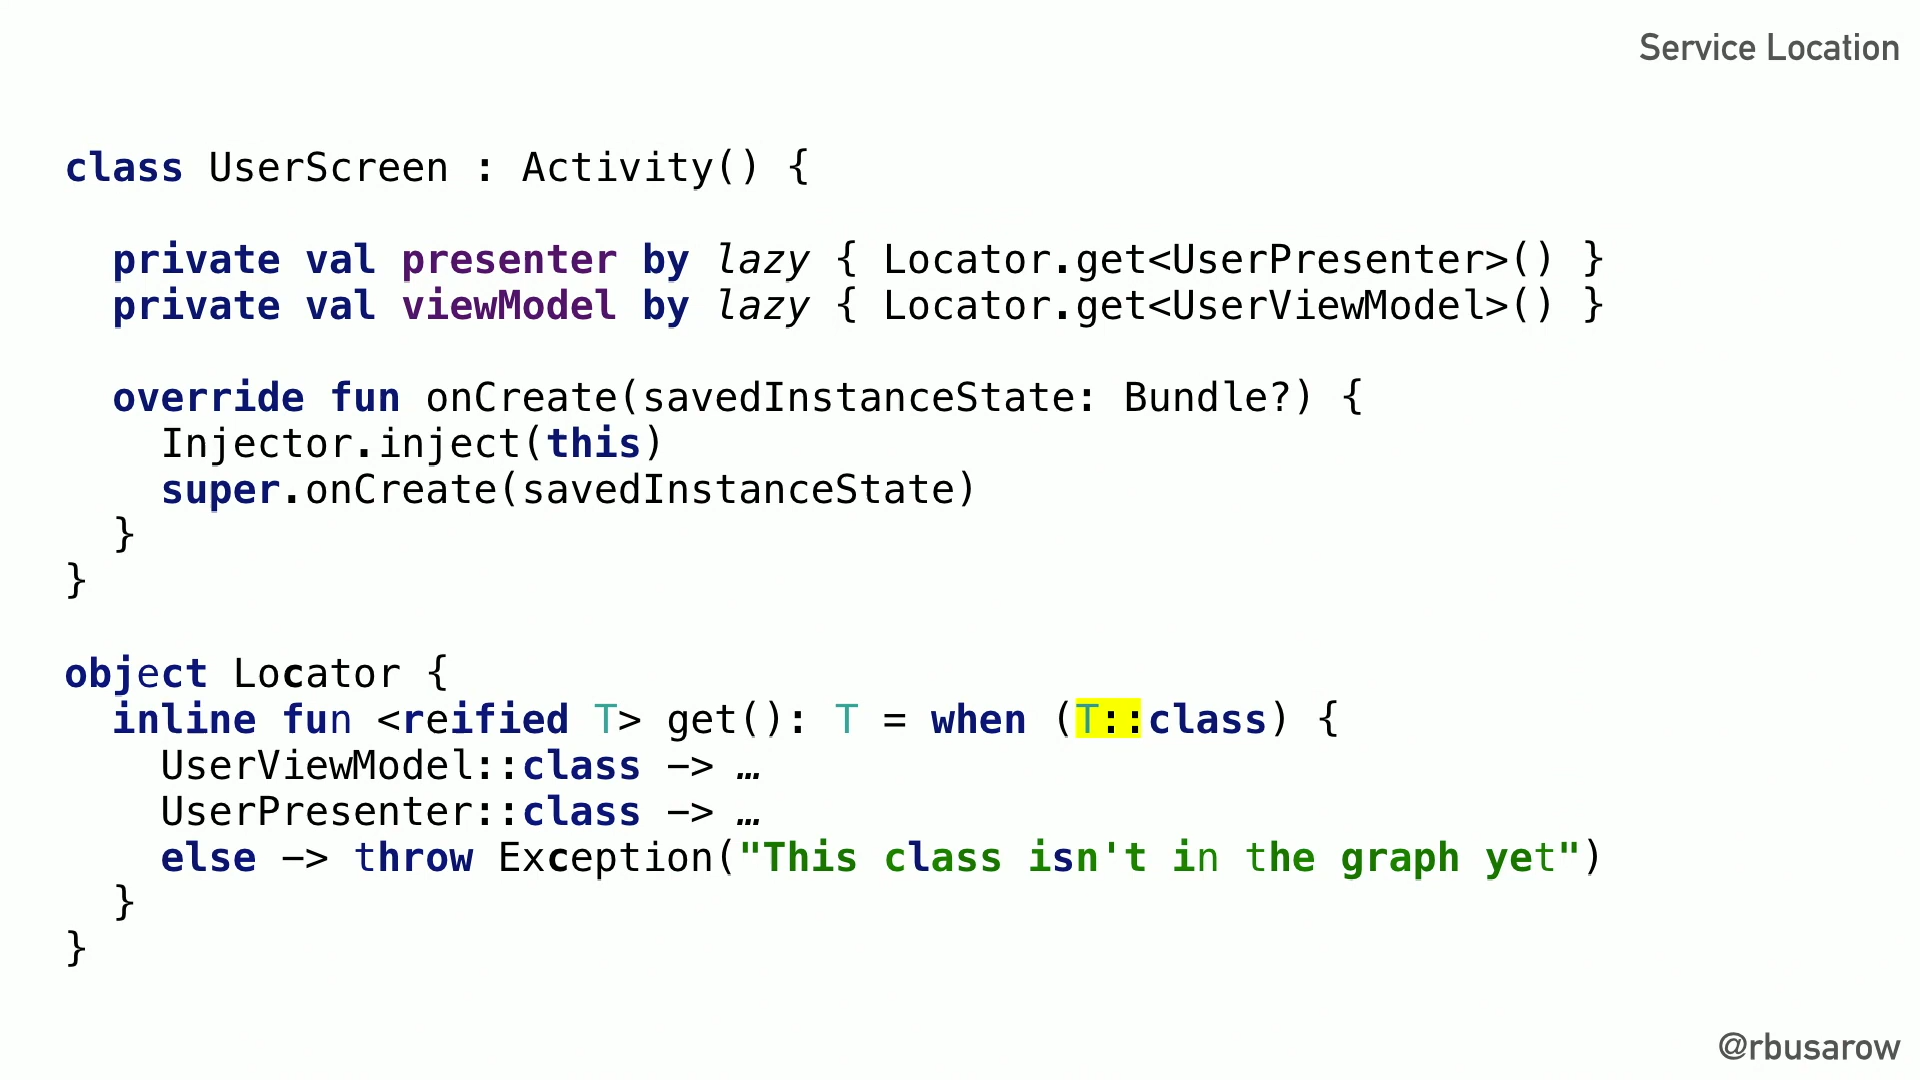 Service Location
class UserScreen : Activity() {
  private val presenter by lazy { Locator.get<UserPresenter>() }
  private val viewModel by lazy { Locator.get<UserViewModel>() }
  override fun onCreate(savedInstanceState: Bundle?) {
    Injector.inject(this)
    super.onCreate(savedInstanceState)
  }
}
object Locator {
  inline fun <reified T> get(): T = when (T::class) {
    UserViewModel::class -> …
    UserPresenter::class -> …
    else -> throw Exception("This class isn't in the graph yet")
  }
}
@rbusarow